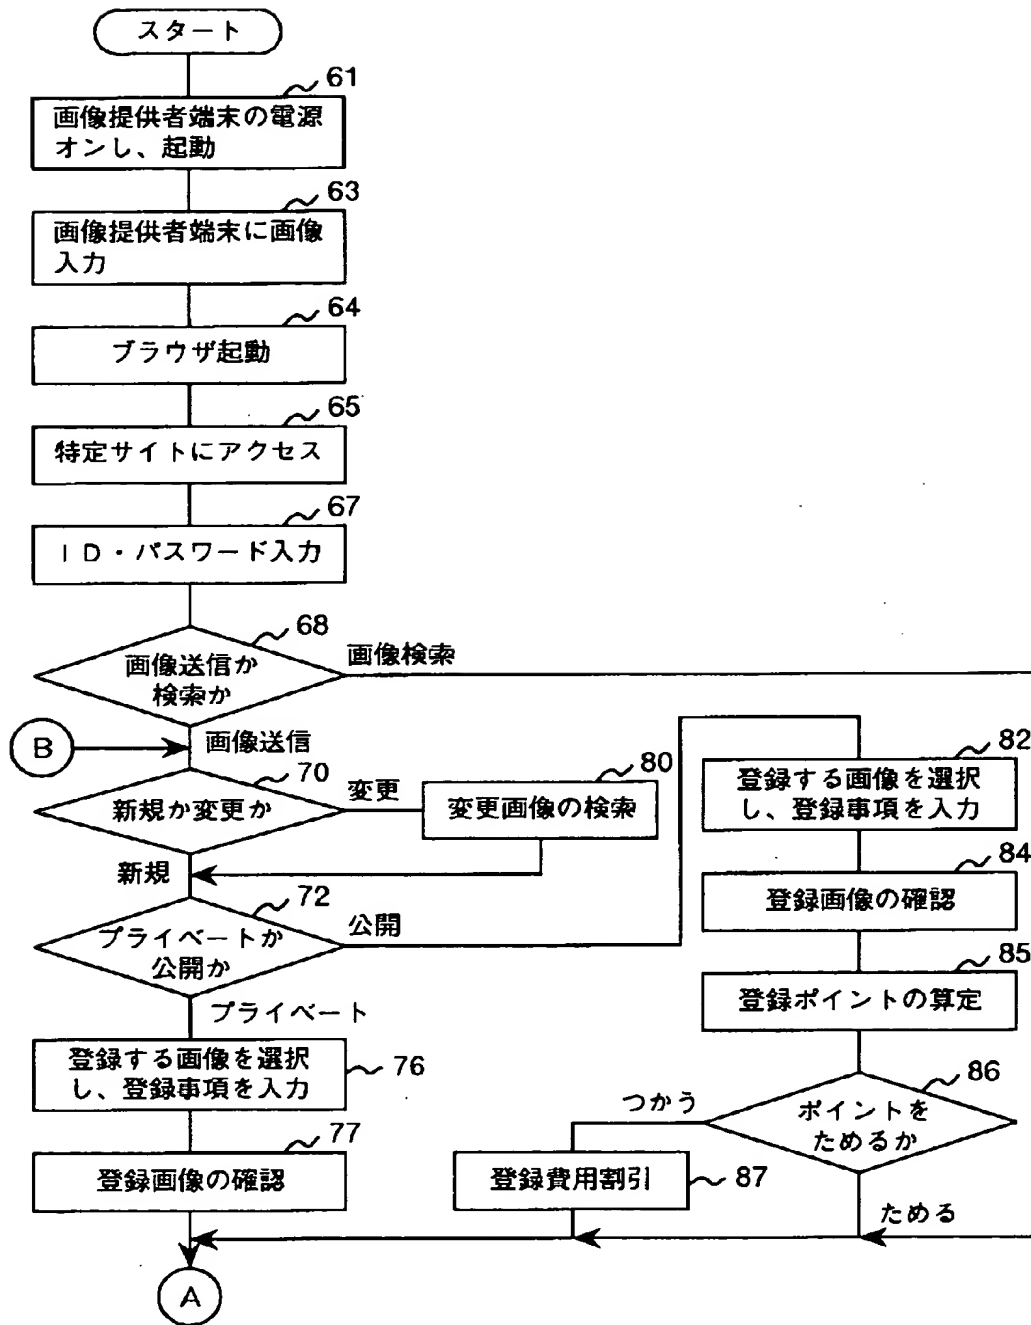 スタート
61
画像提供者端末の電源
オンし、起動
63
画像提供者端末に画像
入力
64
ブラウザ起動
65
特定サイトにアクセス
67
ID・パスワード入力
68
画像送信か
検索か
画像検索
B
画像送信
70
新規か変更か
変更
80
変更画像の検索
新規
72
プライベートか
公開か
公開
プライベート
登録する画像を選択
し、登録事項を入力
76
77
登録画像の確認
82
登録する画像を選択
し、登録事項を入力
84
登録画像の確認
85
登録ポイントの算定
86
ポイントを
ためるか
つかう
登録費用割引
87
ためる
A